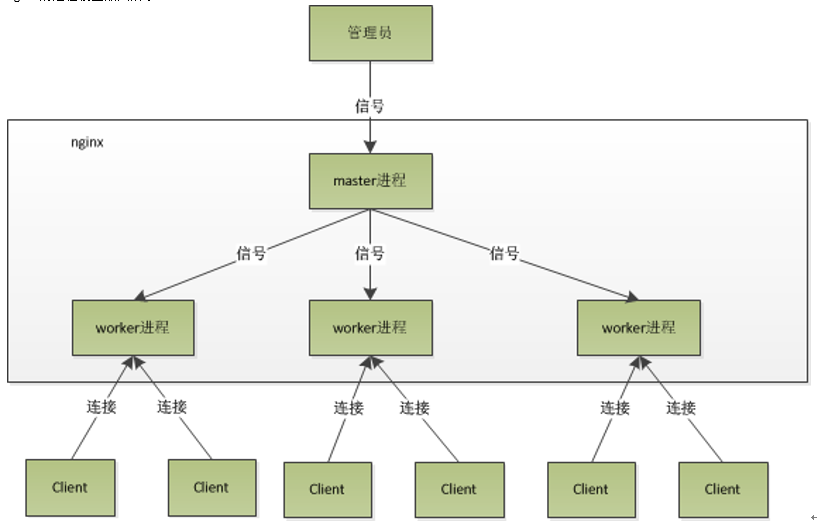 管理员
信号
nginx
master进程
信号 信号 信号
worker进程 worker进程 worker进程
连接 连接 连接 连接 连接 连接
Client Client Client Client Client Client